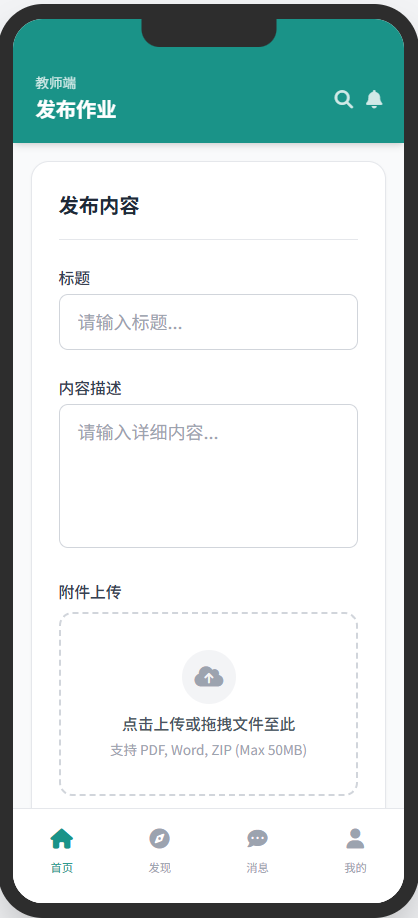 教师端
发布作业
发布内容
标题
请输入标题...
内容描述
请输入详细内容...
附件上传
点击上传或拖拽文件至此
支持 PDF, Word, ZIP (Max 50MB)
首页
发现
消息
我的